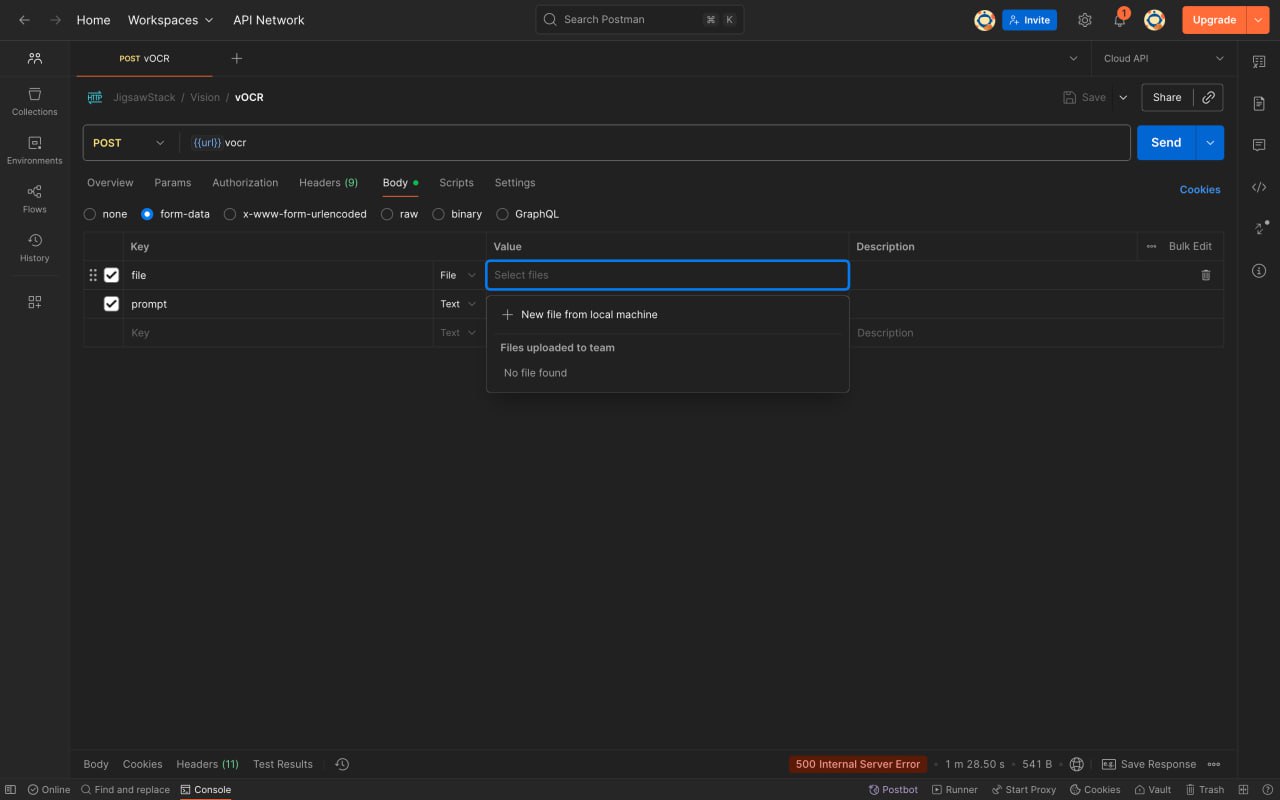 Home Workspaces API Network Search Postman ⌘ K Invite 1 Upgrade
POST vOCR Cloud API
HTTP JigsawStack / Vision / vOCR Save Share
POST {{url}} vocr Send
Overview Params Authorization Headers (9) Body Scripts Settings Cookies
none form-data x-www-form-urlencoded raw binary GraphQL
Key Value Description Bulk Edit
file File Select files
prompt Text
Key Text Description
New file from local machine
Files uploaded to team
No file found
Collections
Environments
Flows
History
Body Cookies Headers (11) Test Results 500 Internal Server Error 1 m 28.50 s 541 B e.g. Save Response
Online Find and replace Console Postbot Runner Start Proxy Cookies Vault Trash